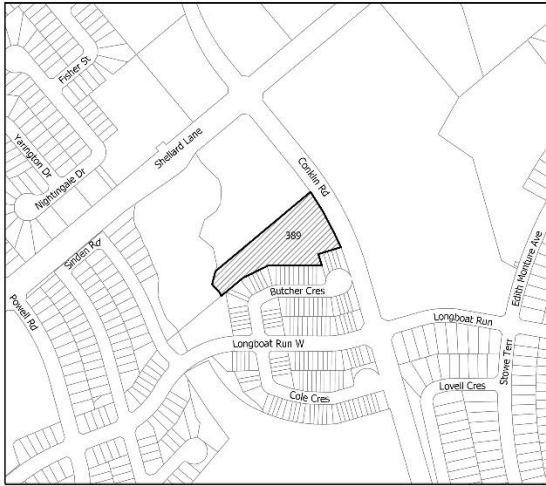 Fisher St
Yarington Dr
Nightingale Dr
Shellard Lane
Conklin Rd
Sinden Rd
Powell Rd
389
Butcher Cres
Longboat Run W
Cole Cres
Longboat Run
Edith Monture Ave
Stowe Terr
Lovell Cres